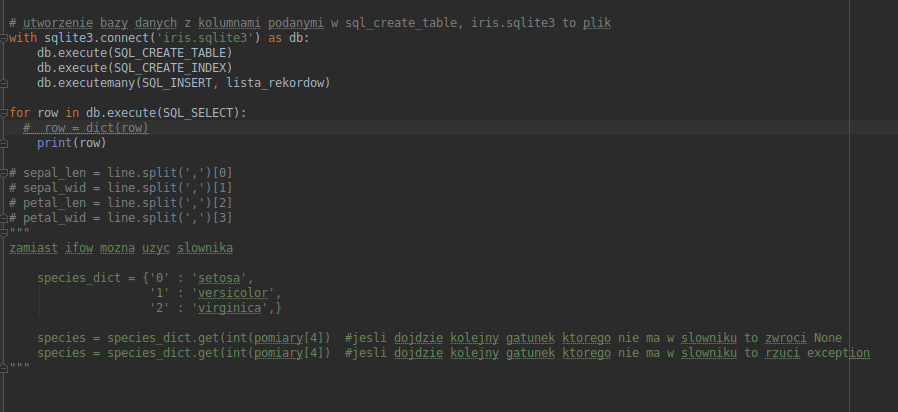 # utworzenie bazy danych z kolumnami podanymi w sql_create_table, iris.sqlite3 to plik
with sqlite3.connect('iris.sqlite3') as db:
    db.execute(SQL_CREATE_TABLE)
    db.execute(SQL_CREATE_INDEX)
    db.executemany(SQL_INSERT, lista_rekordow)

for row in db.execute(SQL_SELECT):
  #  row = dict(row)
    print(row)

# sepal_len = line.split(',')[0]
# sepal_wid = line.split(',')[1]
# petal_len = line.split(',')[2]
# petal_wid = line.split(',')[3]
"""
zamiast ifow mozna uzyc slownika

    species_dict = {'0' : 'setosa',
                    '1' : 'versicolor',
                    '2' : 'virginica',}

    species = species_dict.get(int(pomiary[4])  #jesli dojdzie kolejny gatunek ktorego nie ma w slowniku to zwroci None
    species = species_dict.get(int(pomiary[4])  #jesli dojdzie kolejny gatunek ktorego nie ma w slowniku to rzuci exception
"""